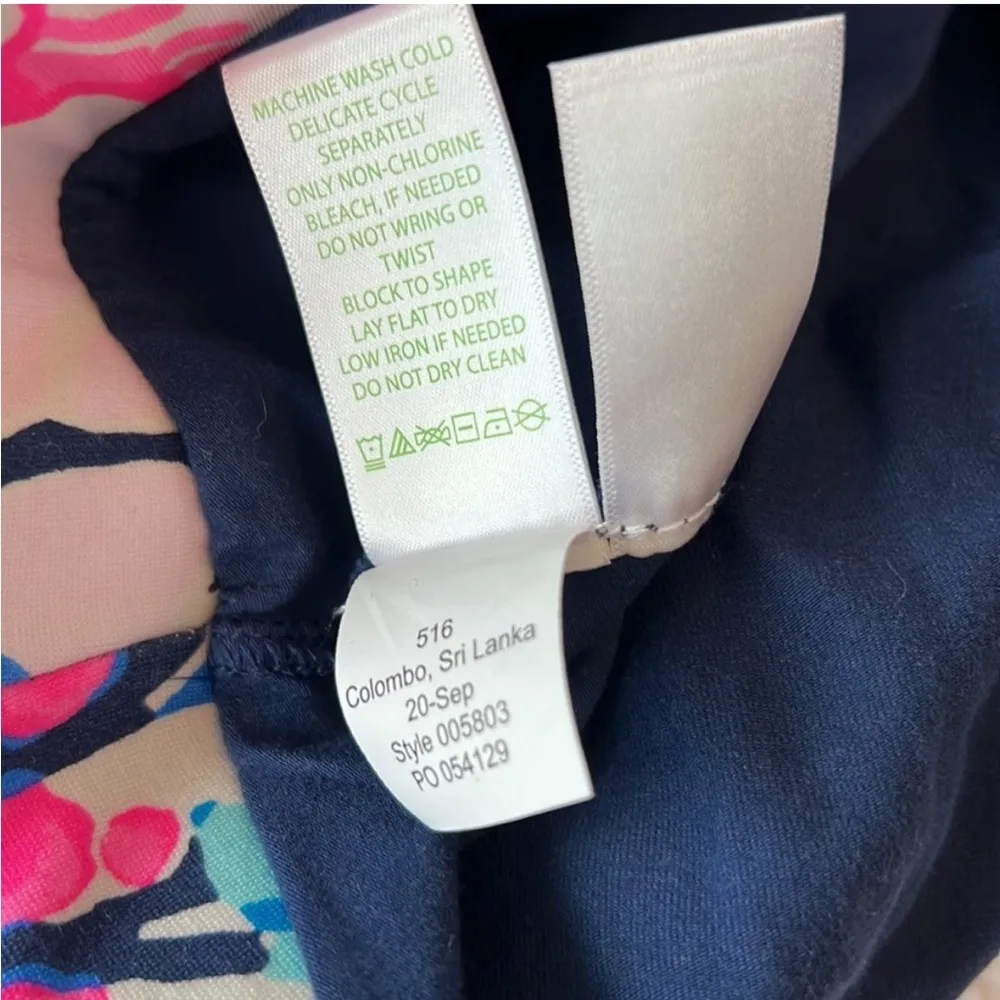 MACHINE WASH COLD
DELICATE CYCLE
SEPARATELY
ONLY NON-CHLORINE
BLEACH, IF NEEDED
DO NOT WRING OR
TWIST
BLOCK TO SHAPE
LAY FLAT TO DRY
LOW IRON IF NEEDED
DO NOT DRY CLEAN
516
Colombo, Sri Lanka
20-Sep
Style 005803
PO 054129